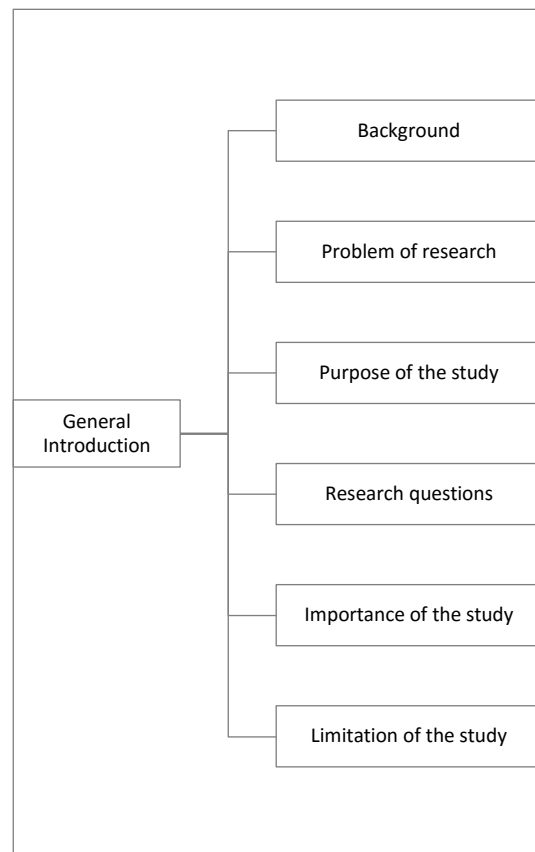 Background
Problem of research
Purpose of the study
General
Introduction
Research questions
Importance of the study
Limitation of the study